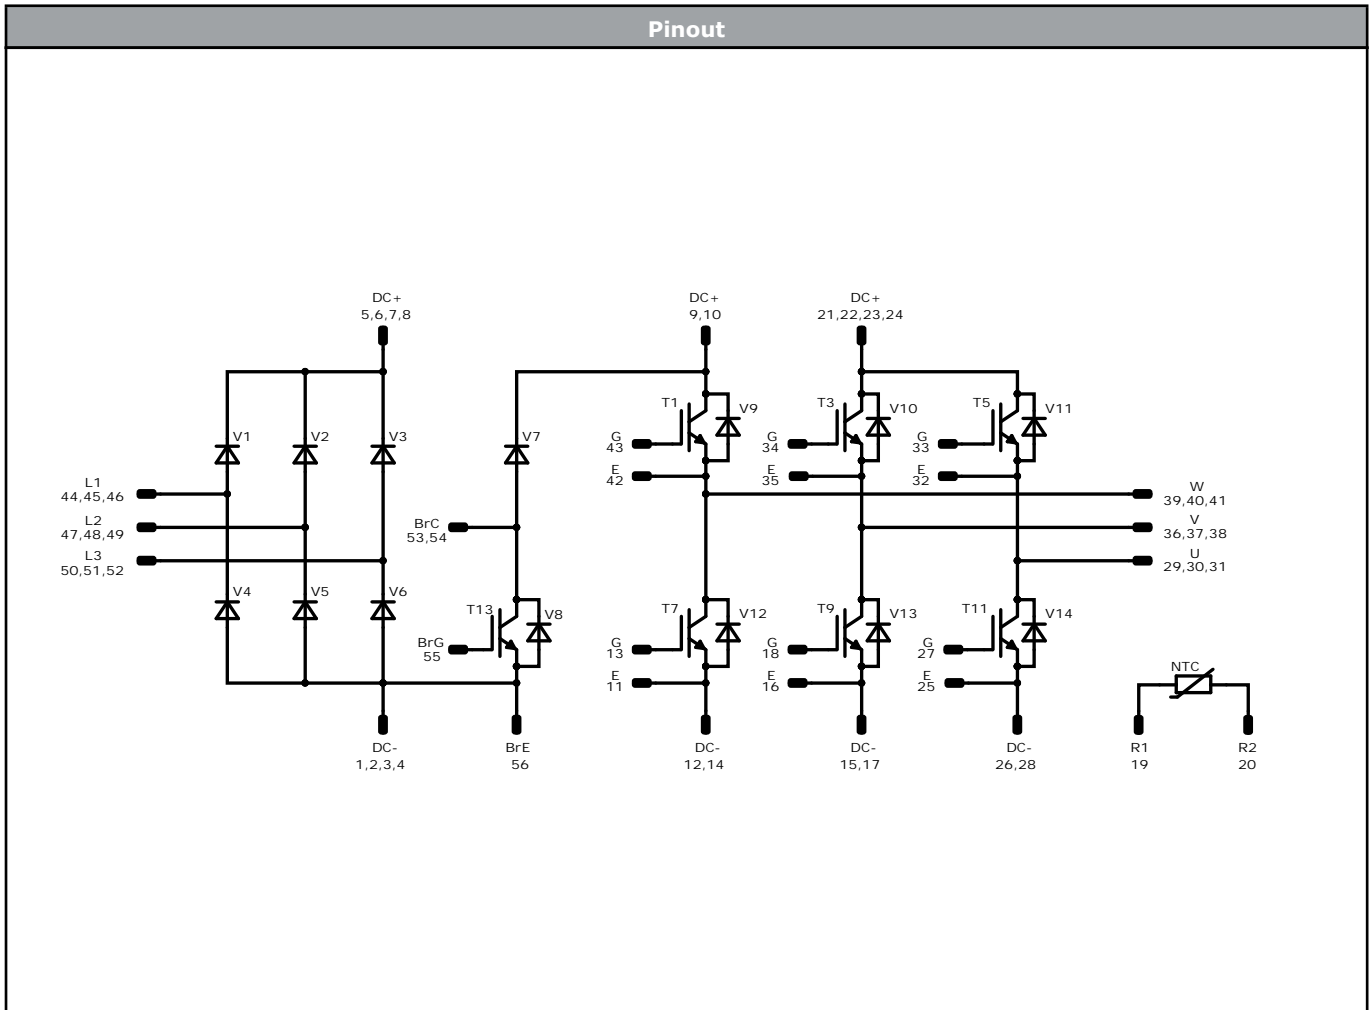 Pinout
DC+
5,6,7,8
DC+
9,10
DC+
21,22,23,24
T1
V9
T3
V10
T5
V11
V1
V2
V3
V7
G
43
G
34
G
33
E
42
E
35
E
32
L1
44,45,46
W
39,40,41
L2
47,48,49
BrC
53,54
V
36,37,38
L3
50,51,52
U
29,30,31
V4
V5
V6
T13
V8
T7
V12
T9
V13
T11
V14
BrG
55
G
13
G
18
G
27
E
11
E
16
E
25
NTC
DC-
1,2,3,4
BrE
56
DC-
12,14
DC-
15,17
DC-
26,28
R1
19
R2
20